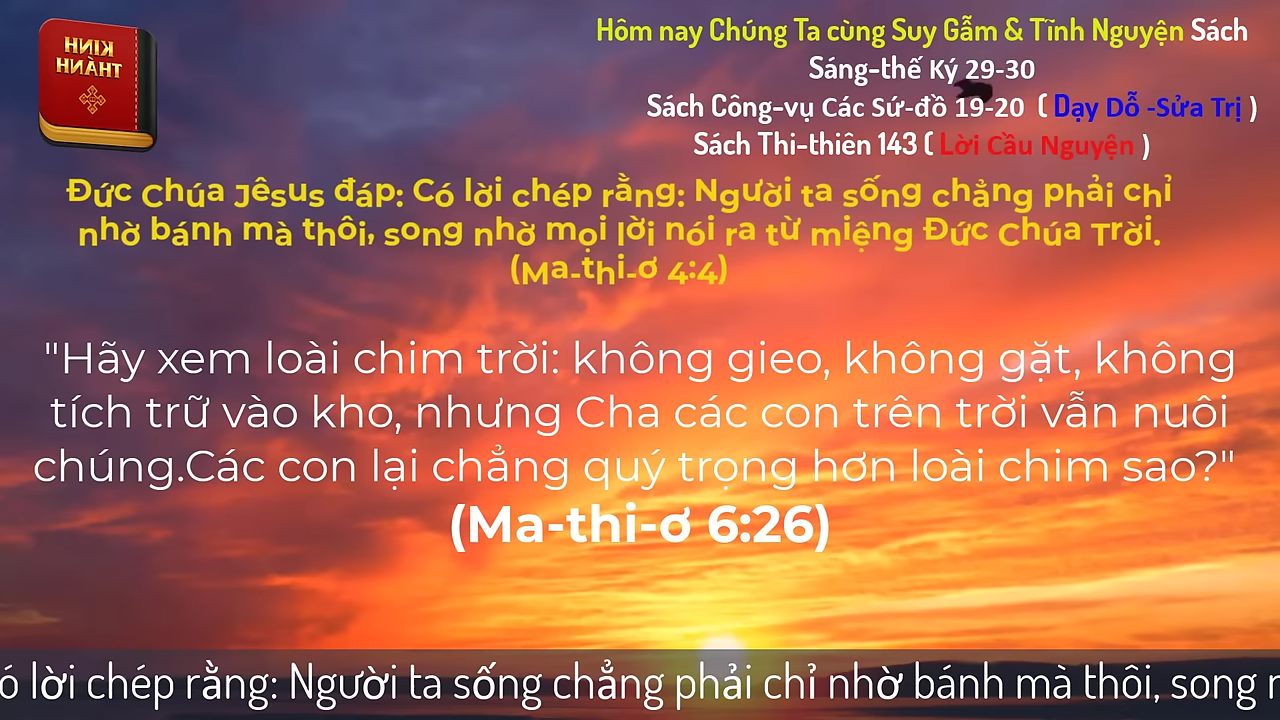 KINH
THÀNH
Hôm nay Chúng Ta cùng Suy Gẫm & Tĩnh Nguyện Sách
Sáng-thế Ký 29-30
Sách Công-vụ Các Sứ-đồ 19-20 ( Dạy Dỗ -Sửa Trị )
Sách Thi-thiên 143 ( Lời Cầu Nguyện )
Đức Chúa Jêsus đáp: Có lời chép rằng: Người ta sống chẳng phải chỉ
nhờ bánh mà thôi, song nhờ mọi lời nói ra từ miệng Đức Chúa Trời.
(Ma-thi-ơ 4:4)
"Hãy xem loài chim trời: không gieo, không gặt, không
tích trữ vào kho, nhưng Cha các con trên trời vẫn nuôi
chúng.Các con lại chẳng quý trọng hơn loài chim sao?"
(Ma-thi-ơ 6:26)
ó lời chép rằng: Người ta sống chẳng phải chỉ nhờ bánh mà thôi, song